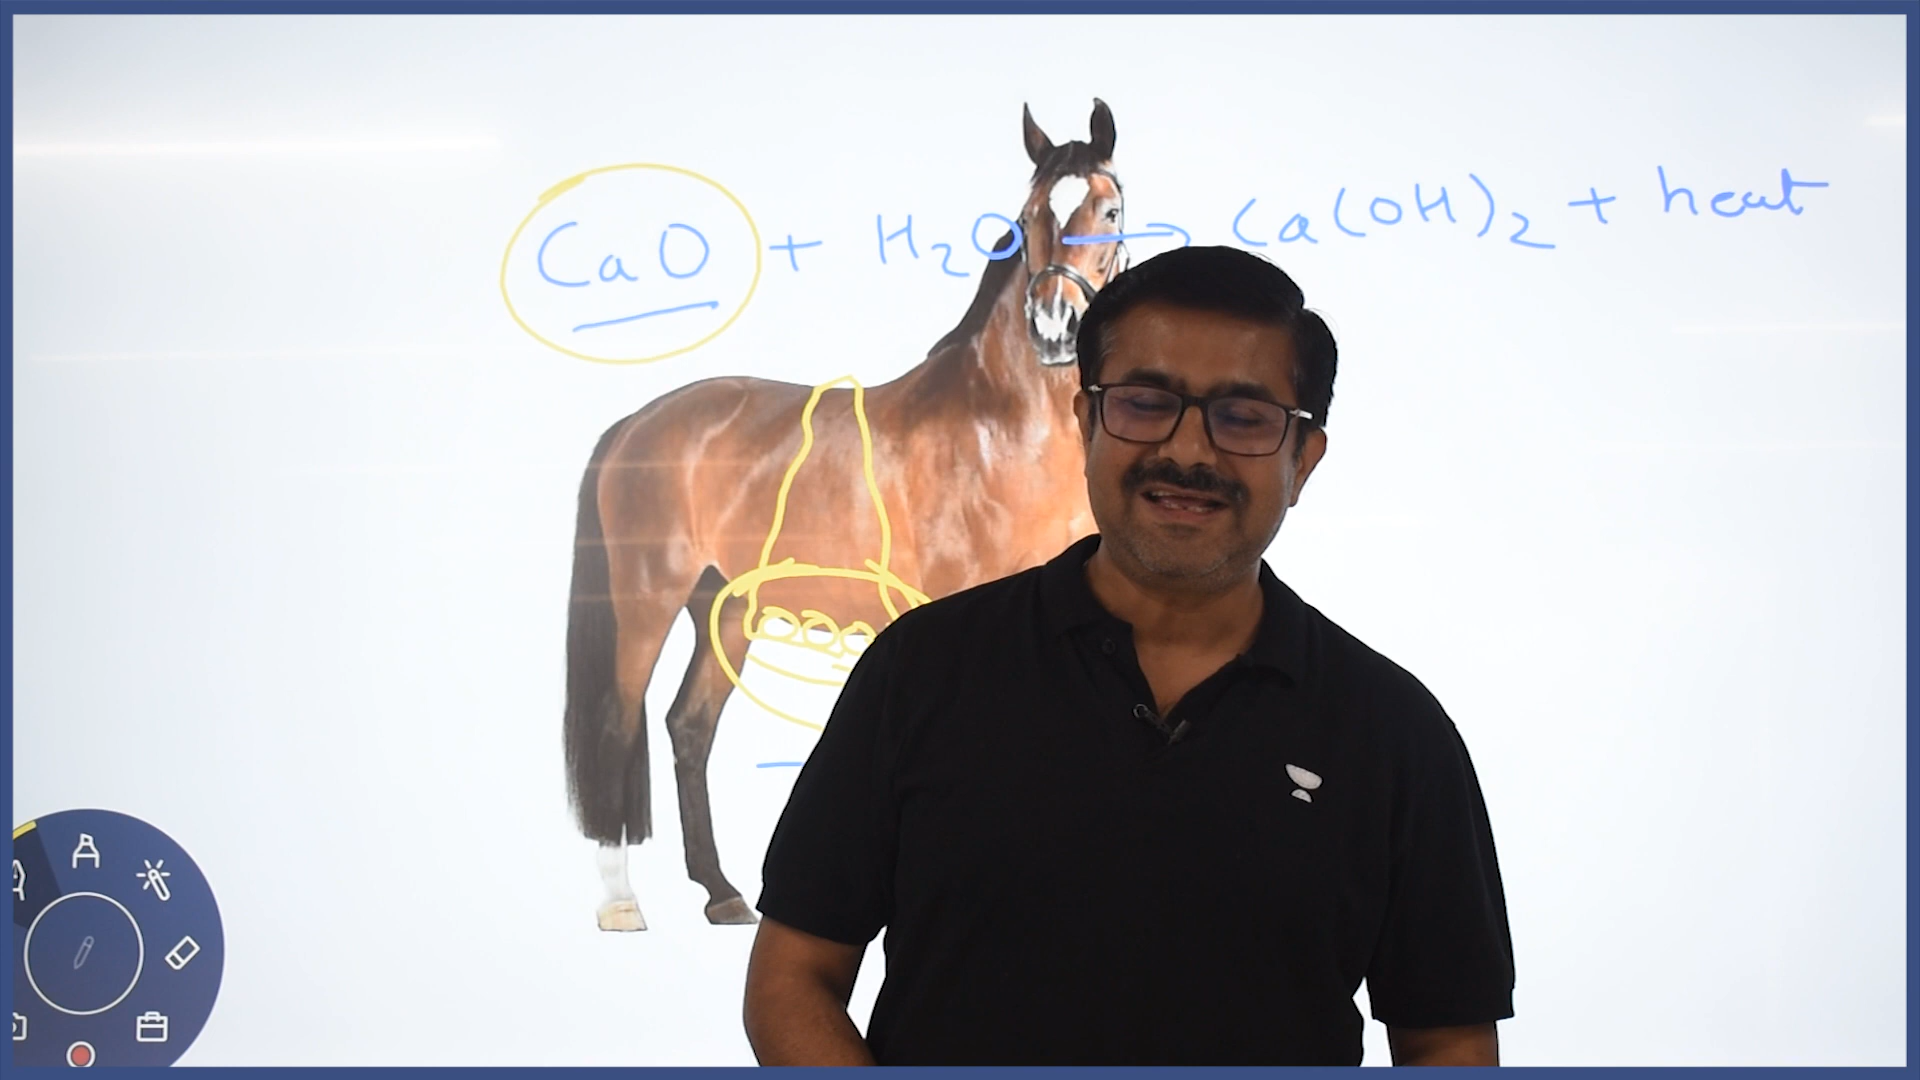 CaO + H₂O → Ca(OH)₂ + heat